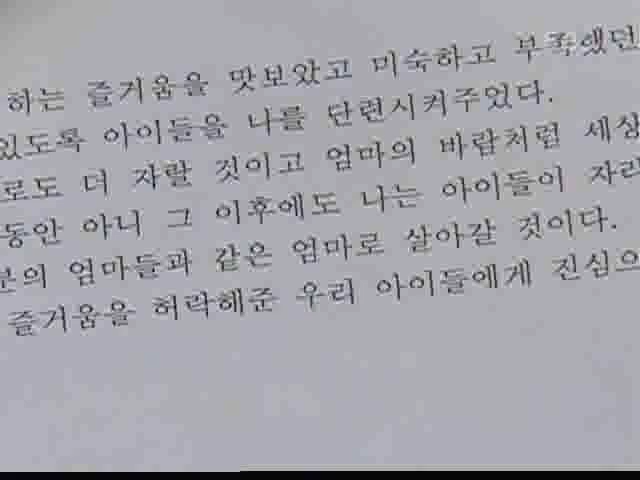 하는 즐거움을 맛보았고 미숙하고 부족했던
있도록 아이들을 나를 단련시켜주었다.
로도 더 자랄 것이고 엄마의 바람처럼 세상
동안 아니 그 이후에도 나는 아이들이 자라
분의 엄마들과 같은 엄마로 살아갈 것이다.
즐거움을 허락해준 우리 아이들에게 진심으